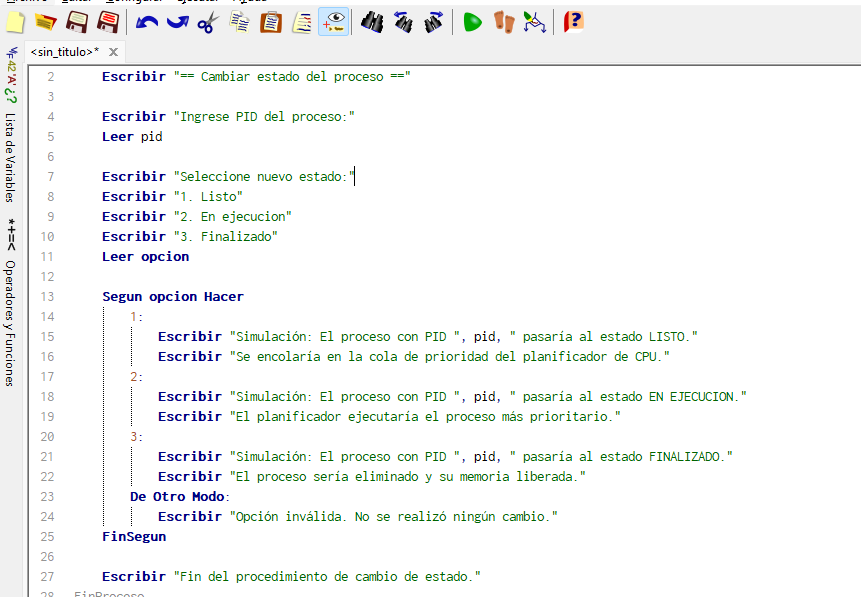 <sin_titulo>*
42
'A'
¿?
Lista de Variables
*+=<
Operadores y Funciones
2 Escribir "== Cambiar estado del proceso =="
3
4 Escribir "Ingrese PID del proceso:"
5 Leer pid
6
7 Escribir "Seleccione nuevo estado:"
8 Escribir "1. Listo"
9 Escribir "2. En ejecucion"
10 Escribir "3. Finalizado"
11 Leer opcion
12
13 Segun opcion Hacer
14 1:
15 Escribir "Simulación: El proceso con PID ", pid, " pasaría al estado LISTO."
16 Escribir "Se encolaría en la cola de prioridad del planificador de CPU."
17 2:
18 Escribir "Simulación: El proceso con PID ", pid, " pasaría al estado EN EJECUCION."
19 Escribir "El planificador ejecutaría el proceso más prioritario."
20 3:
21 Escribir "Simulación: El proceso con PID ", pid, " pasaría al estado FINALIZADO."
22 Escribir "El proceso sería eliminado y su memoria liberada."
23 De Otro Modo:
24 Escribir "Opción inválida. No se realizó ningún cambio."
25 FinSegun
26
27 Escribir "Fin del procedimiento de cambio de estado."
28 FinProceso